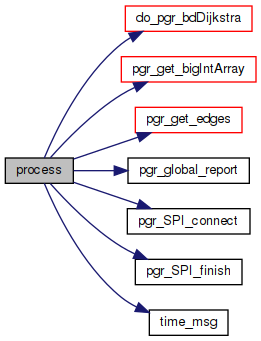 do_pgr_bdDijkstra
pgr_get_bigIntArray
pgr_get_edges
process
pgr_global_report
pgr_SPI_connect
pgr_SPI_finish
time_msg